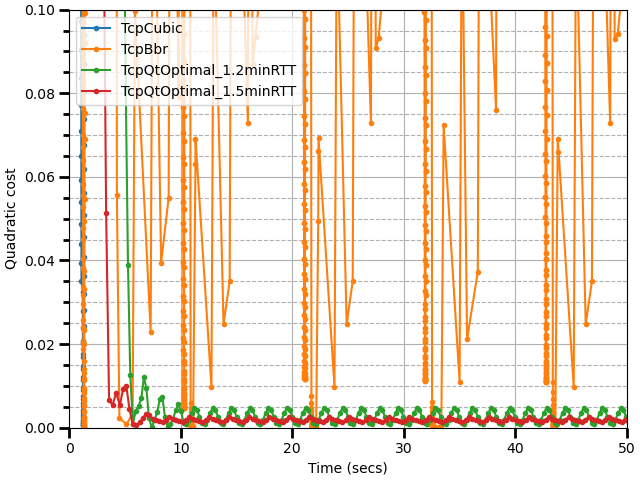 0.10
0.08
0.06
0.04
0.02
0.00
Quadratic cost
TcpCubic
TcpBbr
TcpQtOptimal_1.2minRTT
TcpQtOptimal_1.5minRTT
0 10 20 30 40 50
Time (secs)